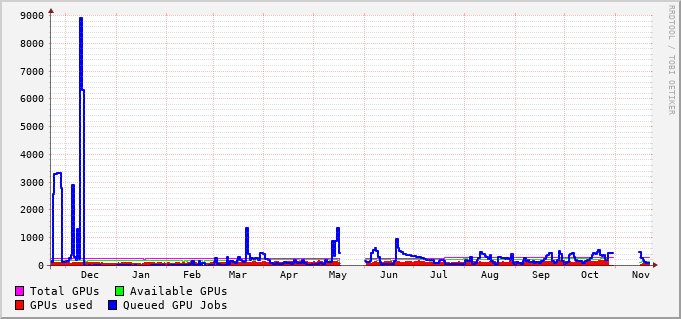 9000
8000
7000
6000
5000
4000
3000
2000
1000
0
Dec Jan Feb Mar Apr May Jun Jul Aug Sep Oct Nov
Total GPUs Available GPUs
GPUs used Queued GPU Jobs
RRDTOOL / TOBI OETIKER